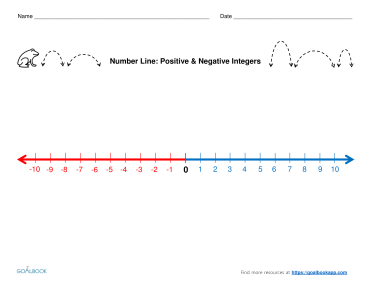 Name Date
Number Line: Positive & Negative Integers
-10 -9 -8 -7 -6 -5 -4 -3 -2 -1 0 1 2 3 4 5 6 7 8 9 10
GOALBOOK Find more resources at https://goalbookapp.com